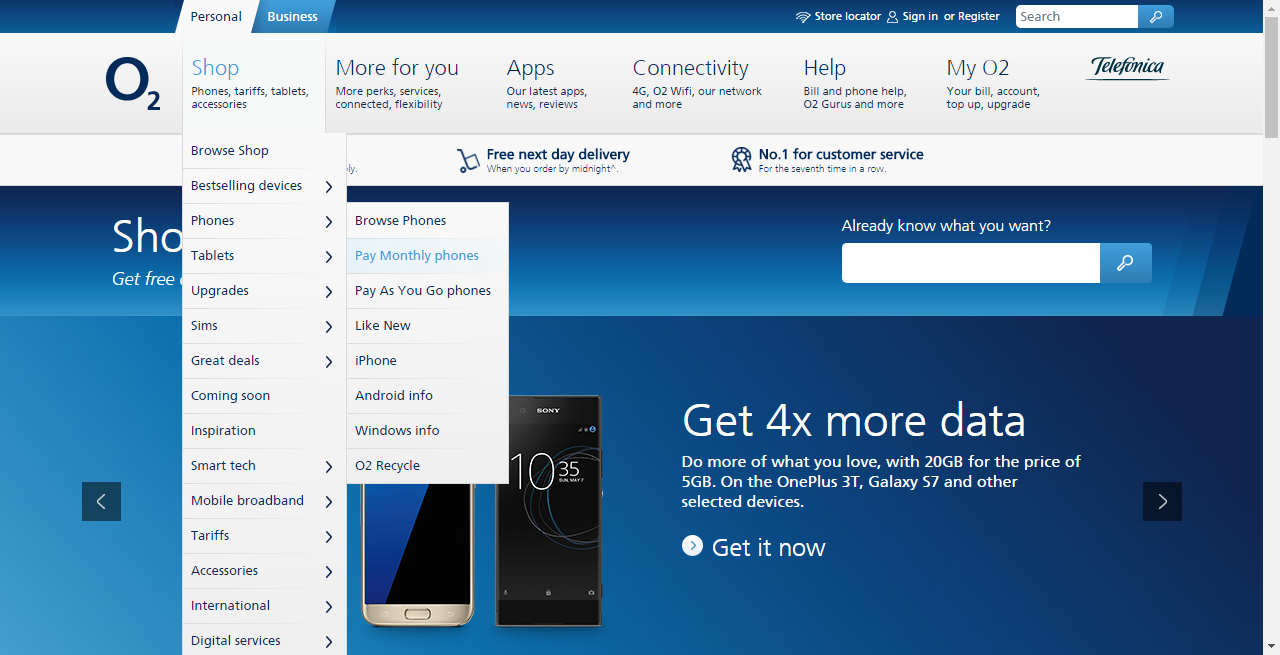 Personal
Business
Store locator
Sign in or Register
Search
O2
Shop
Phones, tariffs, tablets,
accessories
More for you
More perks, services,
connected, flexibility
Apps
Our latest apps,
news, reviews
Connectivity
4G, O2 Wifi, our network
and more
Help
Bill and phone help,
O2 Gurus and more
My O2
Your bill, account,
top up, upgrade
Telefónica
Free next day delivery
When you order by midnight^.
No.1 for customer service
For the seventh time in a row.
Browse Shop
Bestselling devices
Phones
Tablets
Upgrades
Sims
Great deals
Coming soon
Inspiration
Smart tech
Mobile broadband
Tariffs
Accessories
International
Digital services
Browse Phones
Pay Monthly phones
Pay As You Go phones
Like New
iPhone
Android info
Windows info
O2 Recycle
Get free
Already know what you want?
SONY
10 35
SUN, MAY 7
Get 4x more data
Do more of what you love, with 20GB for the price of
5GB. On the OnePlus 3T, Galaxy S7 and other
selected devices.
Get it now